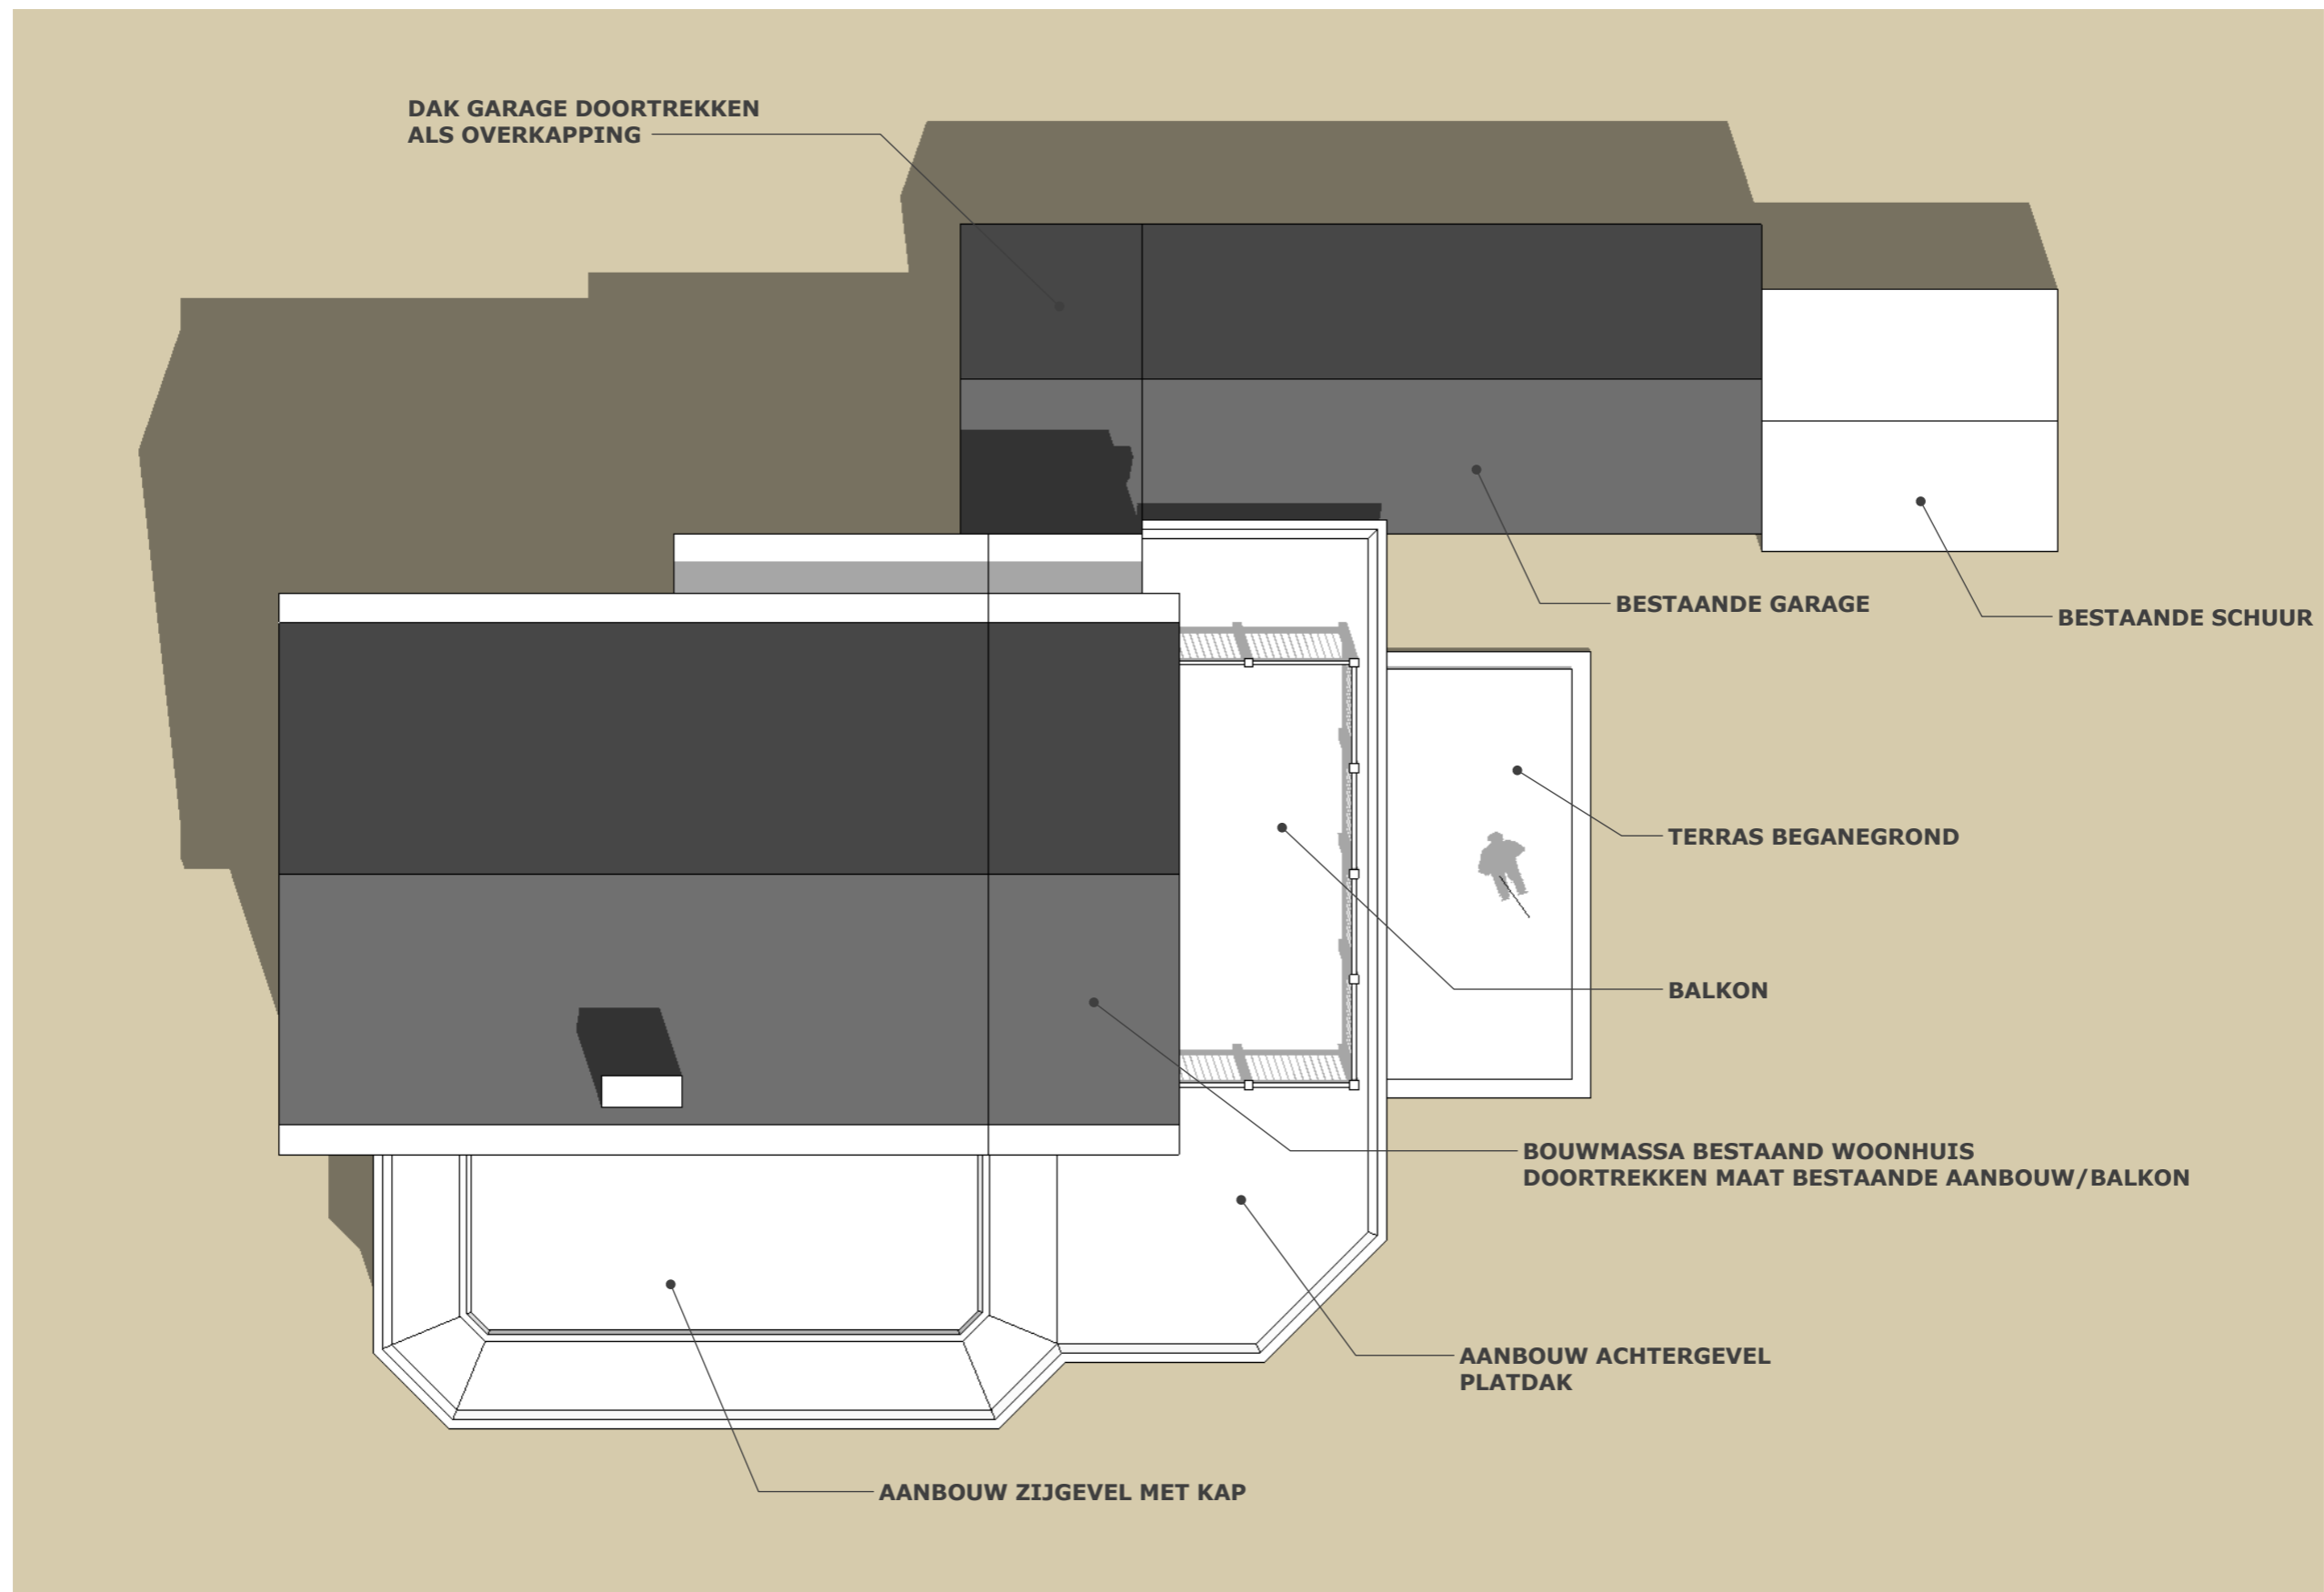 DAK GARAGE DOORTREKKEN
ALS OVERKAPPING
BESTAANDE GARAGE
BESTAANDE SCHUUR
TERRAS BEGANEGROND
BALKON
BOUWMASSA BESTAAND WOONHUIS
DOORTREKKEN MAAT BESTAANDE AANBOUW/BALKON
AANBOUW ACHTERGEVEL
PLATDAK
AANBOUW ZIJGEVEL MET KAP